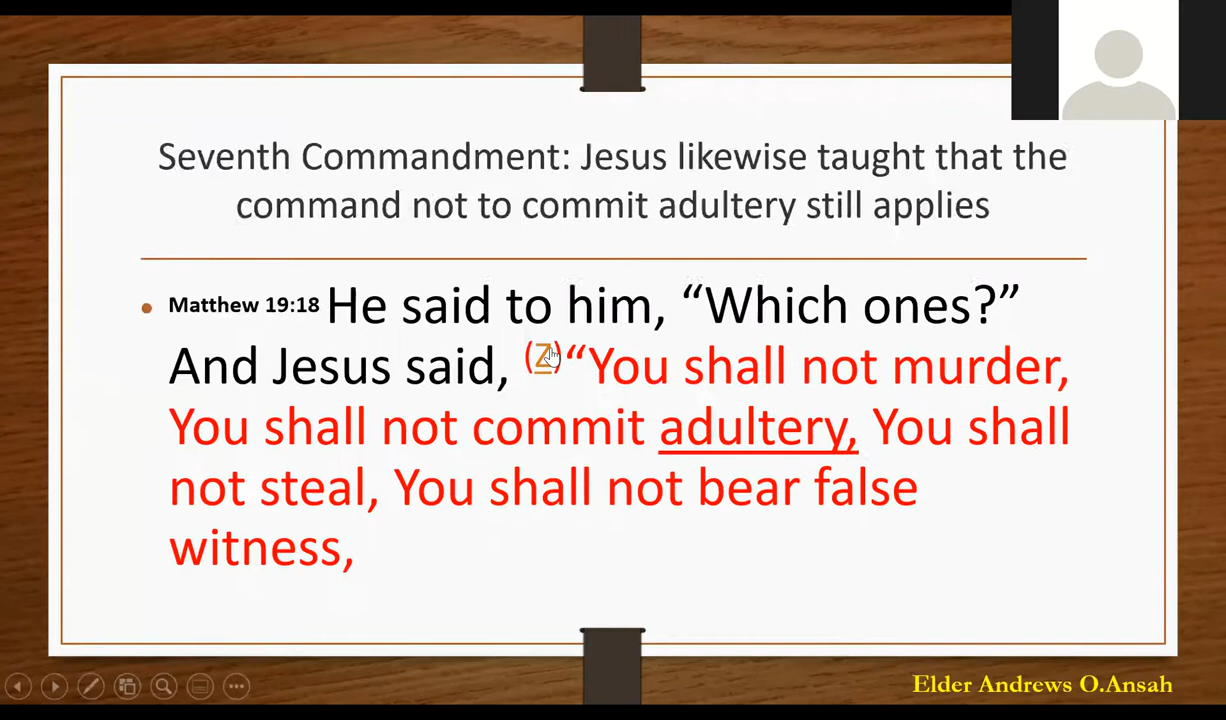 Seventh Commandment: Jesus likewise taught that the
command not to commit adultery still applies
• Matthew 19:18 He said to him, “Which ones?”
And Jesus said, (Z)“You shall not murder,
You shall not commit adultery, You shall
not steal, You shall not bear false
witness,
Elder Andrews O.Ansah